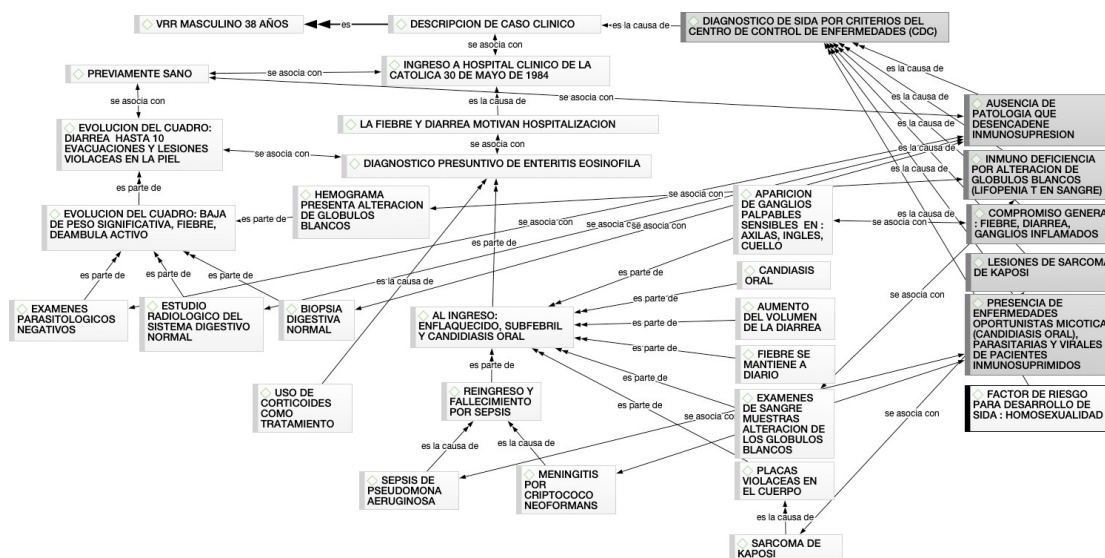 VRR MASCULINO 38 AÑOS
es
DESCRIPCION DE CASO CLINICO
es la causa de
DIAGNOSTICO DE SIDA POR CRITERIOS DEL
CENTRO DE CONTROL DE ENFERMEDADES (CDC)
se asocia con
PREVIAMENTE SANO
se asocia con
INGRESO A HOSPITAL CLINICO DE LA
CATOLICA 30 DE MAYO DE 1984
es la causa de
es la causa de
es la causa de
se asocia con
se asocia con
LA FIEBRE Y DIARREA MOTIVAN HOSPITALIZACION
AUSENCIA DE
PATOLOGIA QUE
DESENCADENE
INMUNOSUPRESION
EVOLUCION DEL CUADRO:
DIARREA HASTA 10
EVACUACIONES Y LESIONES
VIOLACEAS EN LA PIEL
se asocia con
se asocia con
es la causa de
DIAGNOSTICO PRESUNTIVO DE ENTERITIS EOSINOFILA
es la causa de
INMUNO DEFICIENCIA
POR ALTERACION DE
GLOBULOS BLANCOS
(LIFOPENIA T EN SANGRE)
es parte de
HEMOGRAMA
PRESENTA ALTERACION
DE GLOBULOS
BLANCOS
se asocia con
APARICION
DE GANGLIOS
PALPABLES
SENSIBLES EN :
AXILAS, INGLES,
CUELLO
EVOLUCION DEL CUADRO: BAJA
DE PESO SIGNIFICATIVA, FIEBRE,
DEAMBULA ACTIVO
es parte de
se asocia con
se asocia con
se asocia con
es la causa de
se asocia con
COMPROMISO GENERA
: FIEBRE, DIARREA,
GANGLIOS INFLAMADOS
es parte de
es parte de
es parte de
es parte de
es parte de
es la causa de
CANDIASIS
ORAL
LESIONES DE SARCOMA
DE KAPOSI
es parte de
se asocia con
EXAMENES
PARASITOLOGICOS
NEGATIVOS
ESTUDIO
RADIOLOGICO DEL
SISTEMA DIGESTIVO
NORMAL
BIOPSIA
DIGESTIVA
NORMAL
AL INGRESO:
ENFLAQUECIDO, SUBFEBRIL
Y CANDIASIS ORAL
es parte de
AUMENTO
DEL VOLUMEN
DE LA DIARREA
PRESENCIA DE
ENFERMEDADES
OPORTUNISTAS MICOTICA
(CANDIDIASIS ORAL),
PARASITARIAS Y VIRALES
DE PACIENTES
INMUNOSUPRIMIDOS
es parte de
FIEBRE SE
MANTIENE A
DIARIO
es parte de
es parte de
USO DE
CORTICOIDES
COMO
TRATAMIENTO
REINGRESO Y
FALLECIMIENTO
POR SEPSIS
es parte de
EXAMENES
DE SANGRE
MUESTRAS
ALTERACION DE
LOS GLOBULOS
BLANCOS
se asocia con
se asocia con
FACTOR DE RIESGO
PARA DESARROLLO DE
SIDA : HOMOSEXUALIDAD
es la causa de
es la causa de
SEPSIS DE
PSEUDOMONA
AERUGINOSA
MENINGITIS
POR
CRIPTOCOCO
NEOFORMANS
PLACAS
VIOLACEAS EN
EL CUERPO
es la causa de
SARCOMA DE
KAPOSI